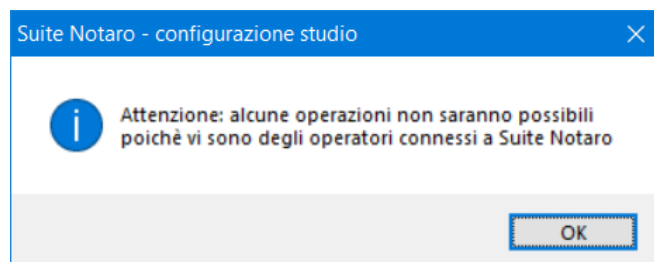 Suite Notaro - configurazione studio
Attenzione: alcune operazioni non saranno possibili
poichè vi sono degli operatori connessi a Suite Notaro
OK